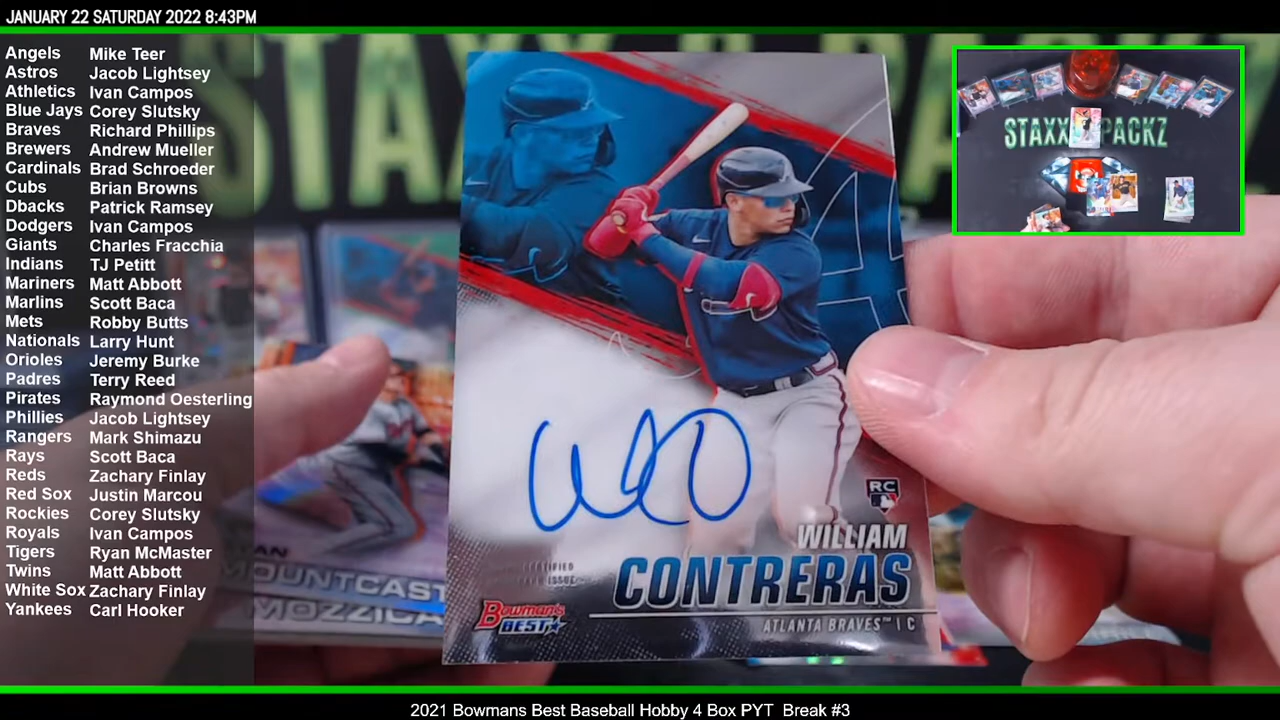 JANUARY 22 SATURDAY 2022 8:43PM
Angels Mike Teer
Astros Jacob Lightsey
Athletics Ivan Campos
Blue Jays Corey Slutsky
Braves Richard Phillips
Brewers Andrew Mueller
Cardinals Brad Schroeder
Cubs Brian Browns
Dbacks Patrick Ramsey
Dodgers Ivan Campos
Giants Charles Fracchia
Indians TJ Petitt
Mariners Matt Abbott
Marlins Scott Baca
Mets Robby Butts
Nationals Larry Hunt
Orioles Jeremy Burke
Padres Terry Reed
Pirates Raymond Oesterling
Phillies Jacob Lightsey
Rangers Mark Shimazu
Rays Scott Baca
Reds Zachary Finlay
Red Sox Justin Marcou
Rockies Corey Slutsky
Royals Ivan Campos
Tigers Ryan McMaster
Twins Matt Abbott
White Sox Zachary Finlay
Yankees Carl Hooker
STAXX PACKZ
RC
WILLIAM
CONTRERAS
ATLANTA BRAVES™ | C
Bowman's
BEST
CERTIFIED
ISSUE
MOUNTCAST
MOZZICA
2021 Bowmans Best Baseball Hobby 4 Box PYT Break #3